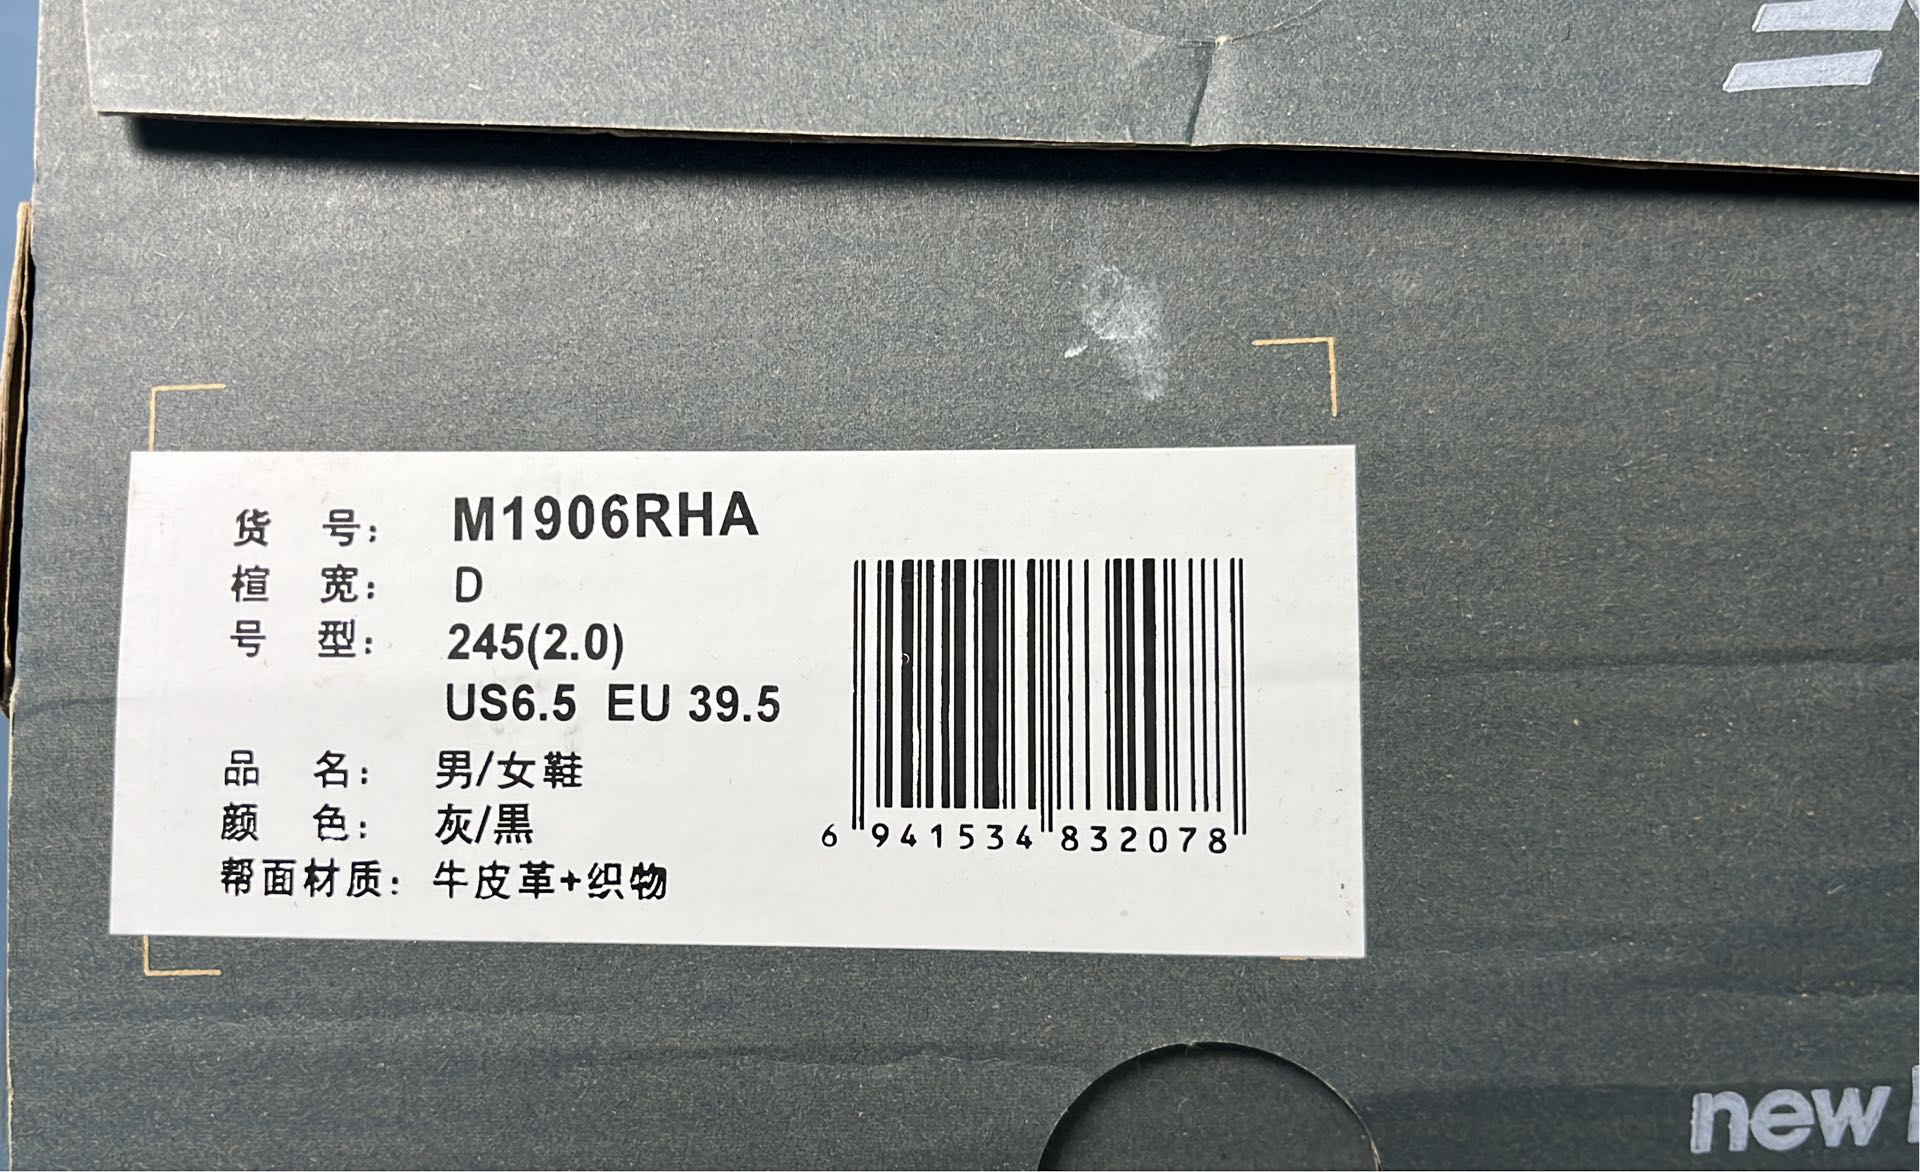 货 号: M1906RHA
楦 宽: D
号 型: 245(2.0)
US6.5 EU 39.5
品 名: 男/女鞋
颜 色: 灰/黒
帮面材质: 牛皮革+织物
6 941534 832078
new